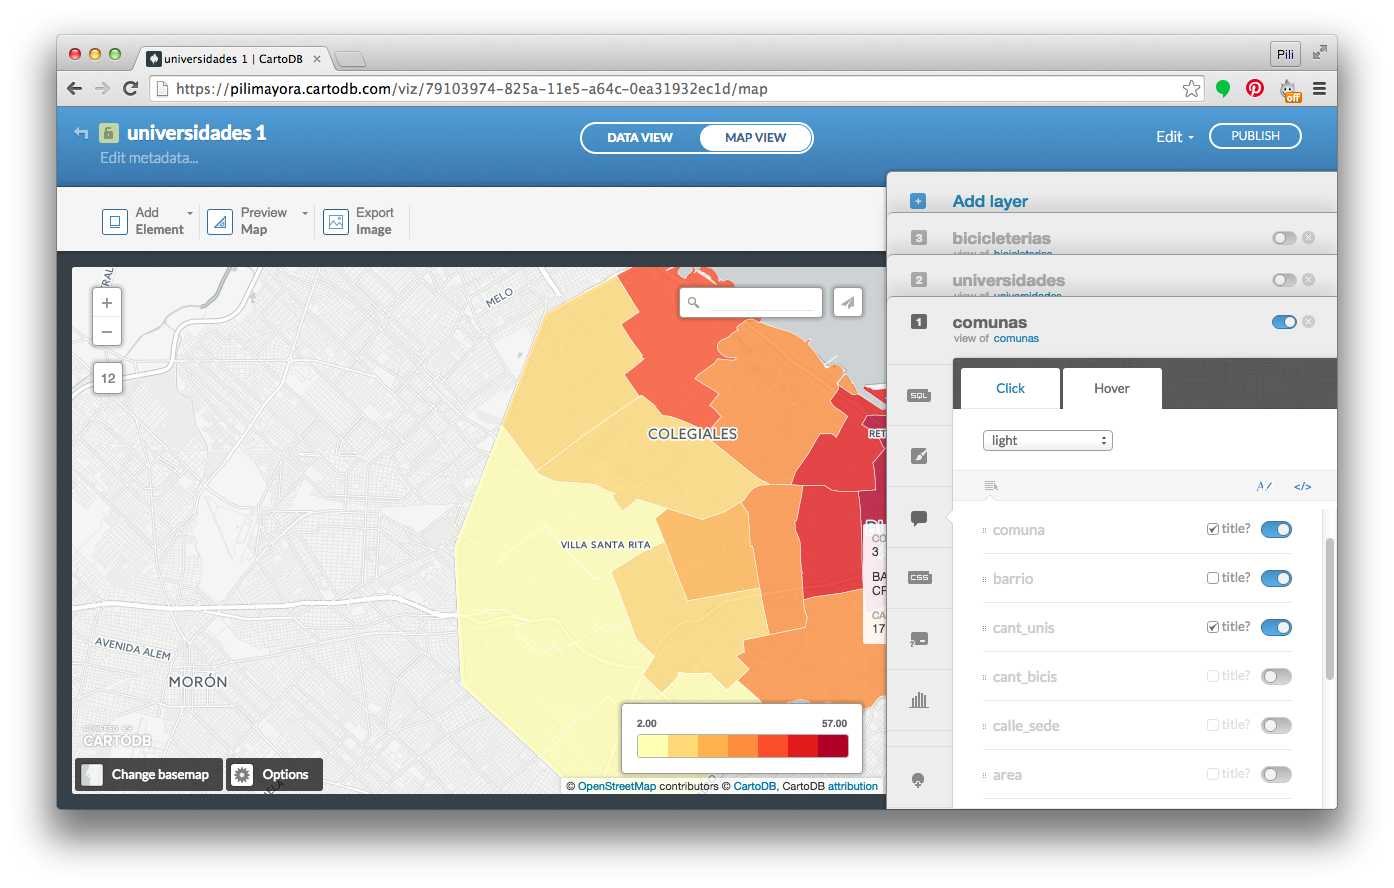 universidades 1 | CartoDB
Pili
https://pilimayora.cartodb.com/viz/79103974-825a-11e5-a64c-0ea31932ec1d/map
off
universidades 1
Edit metadata...
DATA VIEW
MAP VIEW
Edit
PUBLISH
Add Element
Preview Map
Export Image
Add layer
3
bicicleterias
view of bicicleterias
2
universidades
view of universidades
1
comunas
view of comunas
Click
Hover
light
SQL
CSS
A
</>
comuna
title?
barrio
title?
cant_unis
title?
cant_bicis
title?
calle_sede
title?
area
title?
+
−
12
MELO
COLEGIALES
RET
VILLA SANTA RITA
AVENIDA ALEM
MORÓN
CO
3
BA
CF
CA
17
2.00
57.00
POWERED BY
CARTODB
Change basemap
Options
© OpenStreetMap contributors © CartoDB, CartoDB attribution